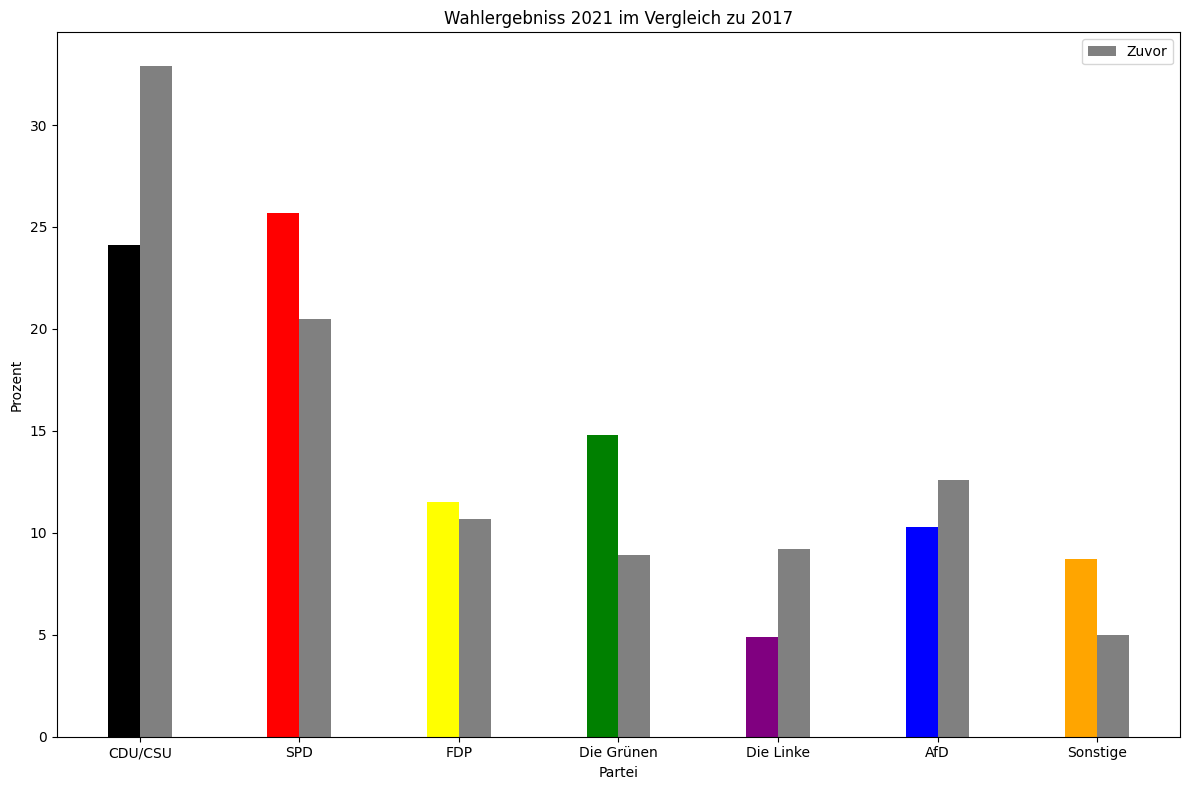 Wahlergebniss 2021 im Vergleich zu 2017
Zuvor
Prozent
30
25
20
15
10
5
0
CDU/CSU SPD FDP Die Grünen Die Linke AfD Sonstige
Partei